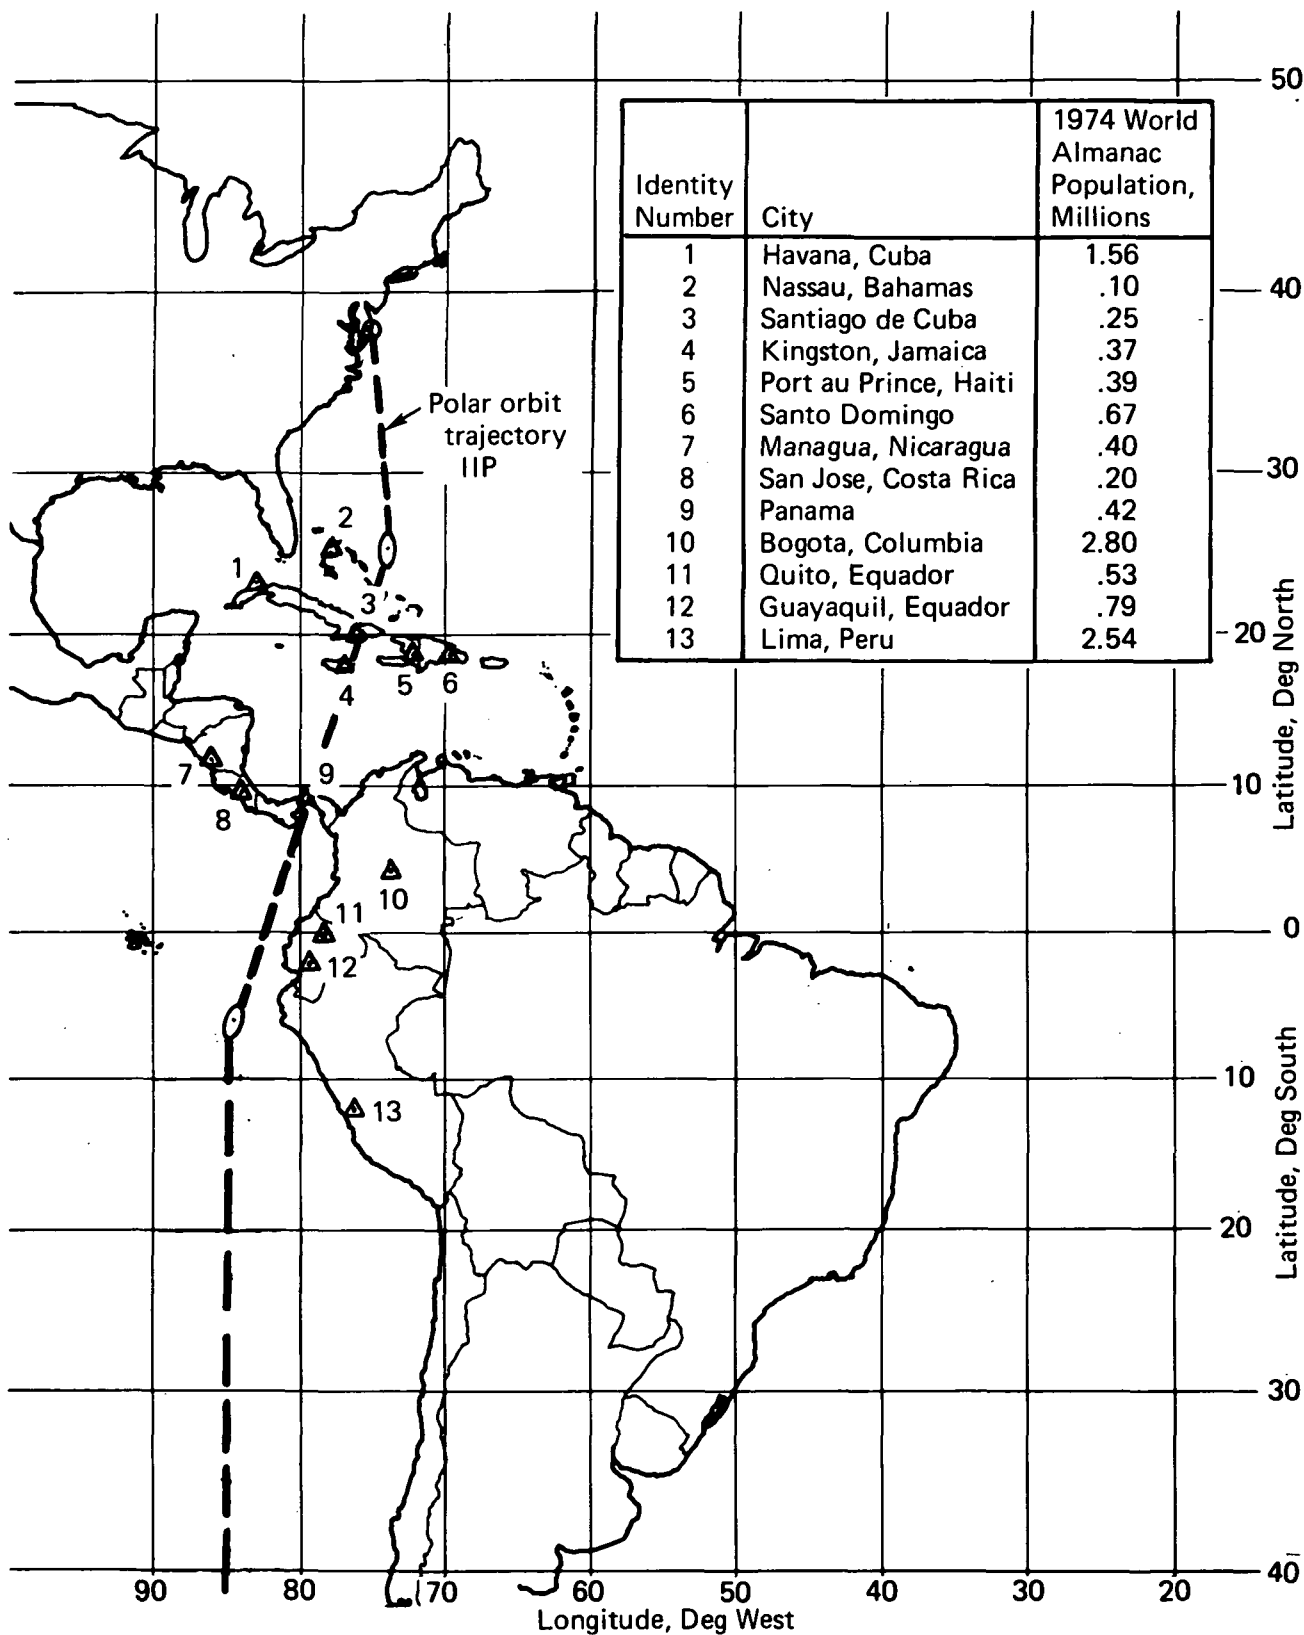 50
40
30
20
10
0
10
20
30
40
Latitude, Deg North
Latitude, Deg South
1974 World
Almanac
Identity Population,
Number City Millions
1 Havana, Cuba 1.56
2 Nassau, Bahamas .10
3 Santiago de Cuba .25
4 Kingston, Jamaica .37
5 Port au Prince, Haiti .39
6 Santo Domingo .67
7 Managua, Nicaragua .40
8 San Jose, Costa Rica .20
9 Panama .42
10 Bogota, Columbia 2.80
11 Quito, Equador .53
12 Guayaquil, Equador .79
13 Lima, Peru 2.54
Polar orbit
trajectory
IIP
2
1
3
4
5
6
7
9
8
10
11
12
13
90 80 70 60 50 40 30 20
Longitude, Deg West